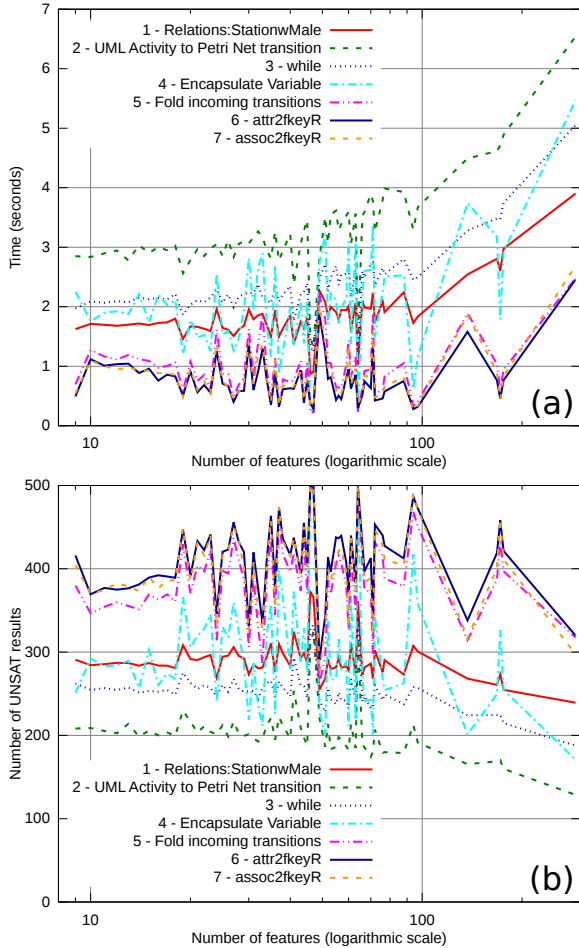 7
6
5
4
3
2
1
0
Time (seconds)
1 - Relations:StationwMale
2 - UML Activity to Petri Net transition
3 - while
4 - Encapsulate Variable
5 - Fold incoming transitions
6 - attr2fkeyR
7 - assoc2fkeyR
(a)
10 100
Number of features (logarithmic scale)
500
400
300
200
100
0
Number of UNSAT results
1 - Relations:StationwMale
2 - UML Activity to Petri Net transition
3 - while
4 - Encapsulate Variable
5 - Fold incoming transitions
6 - attr2fkeyR
7 - assoc2fkeyR
(b)
10 100
Number of features (logarithmic scale)